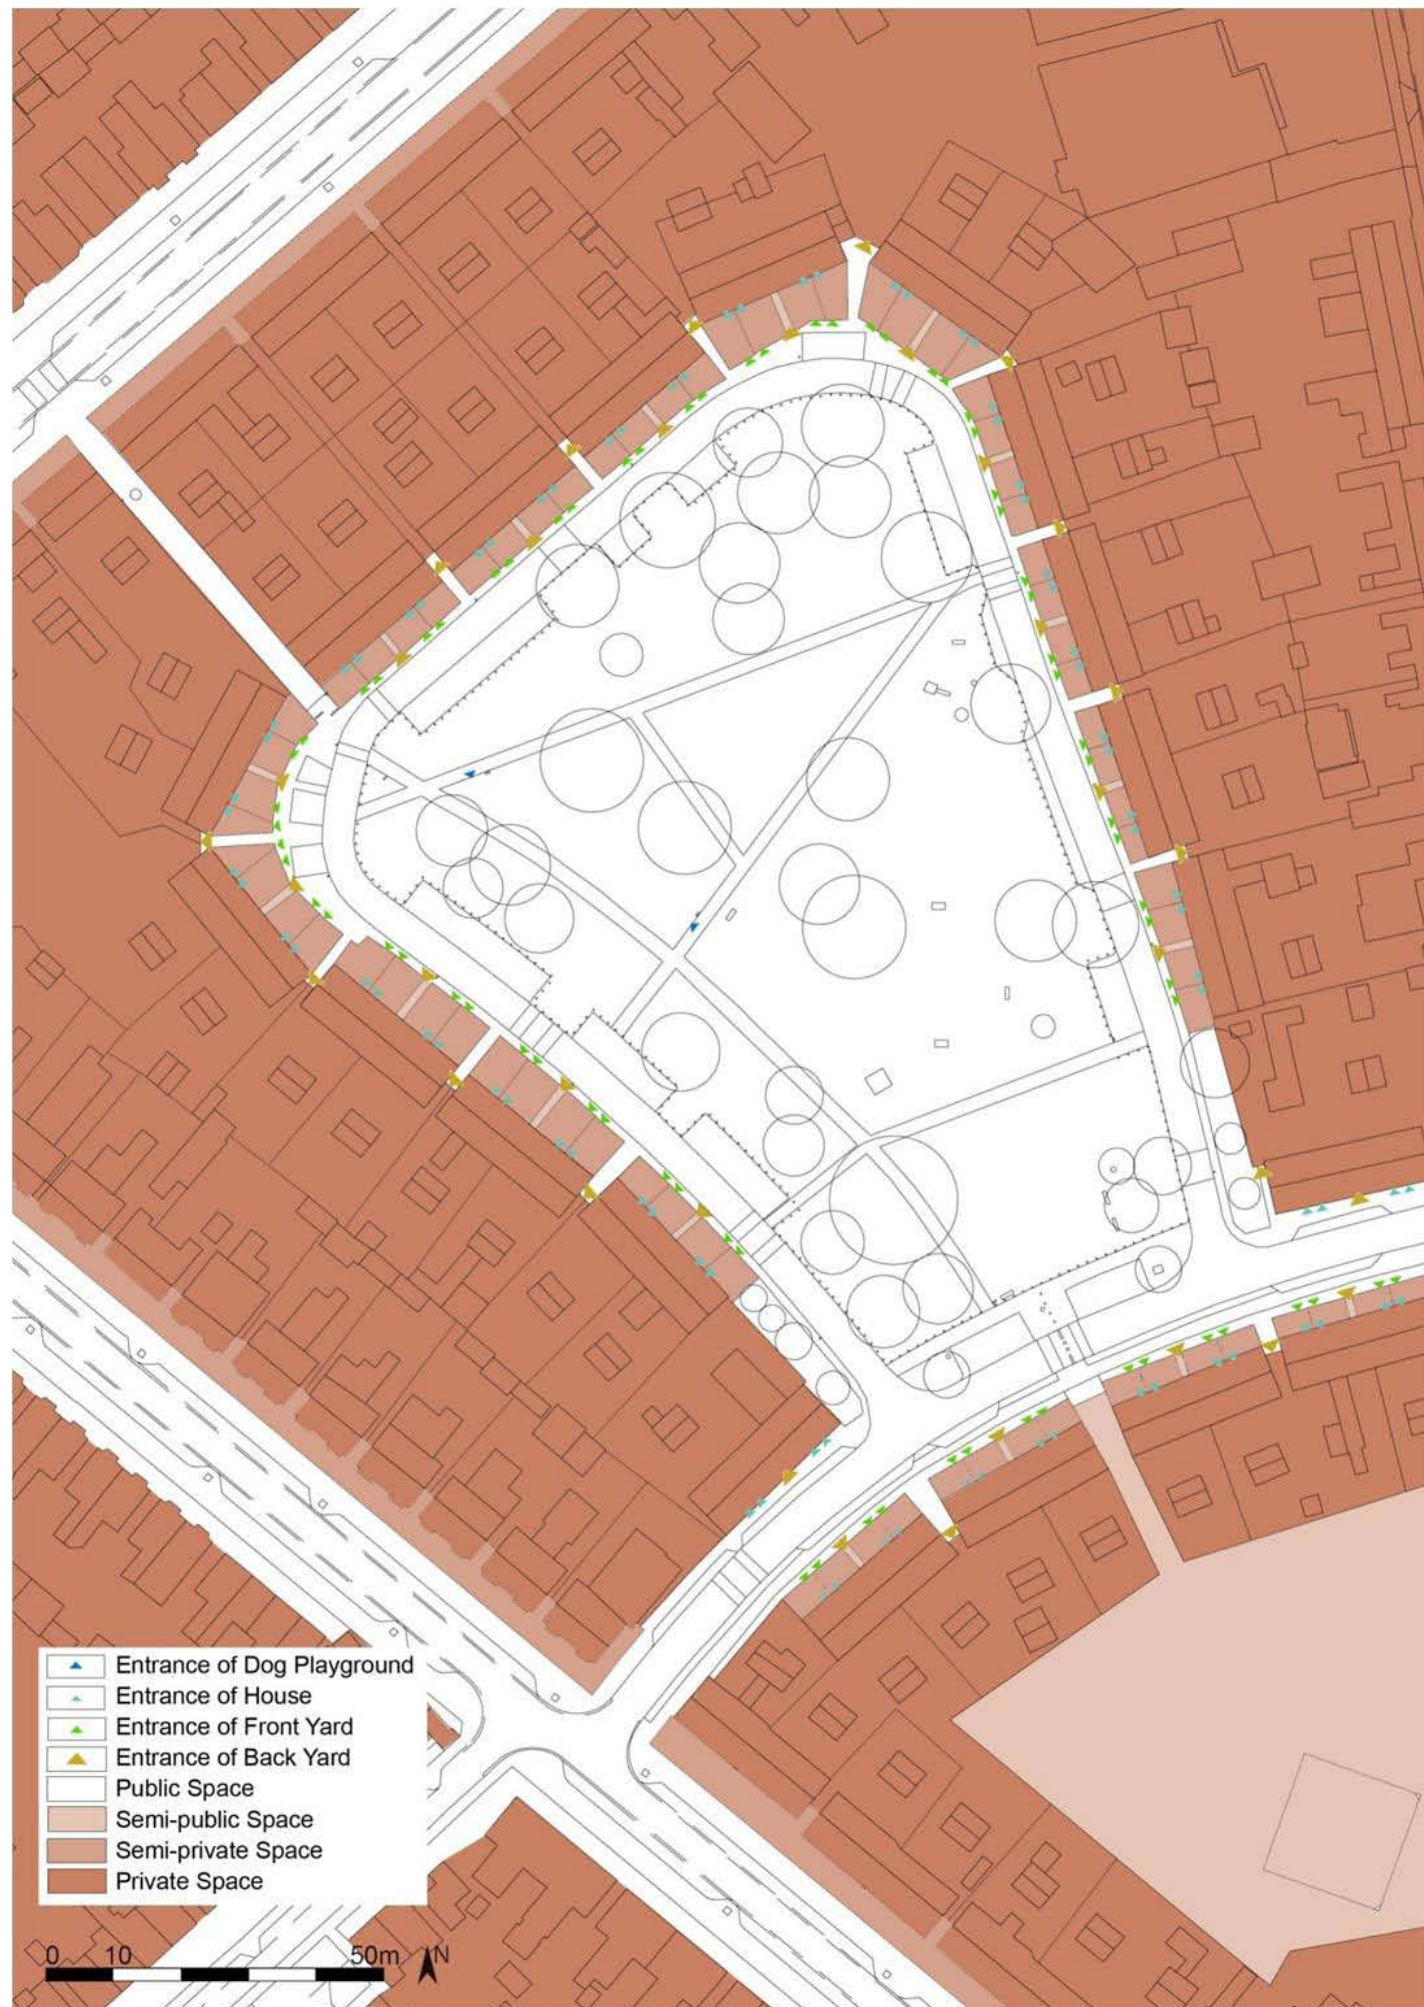 Entrance of Dog Playground
Entrance of House
Entrance of Front Yard
Entrance of Back Yard
Public Space
Semi-public Space
Semi-private Space
Private Space
0 10 50m N